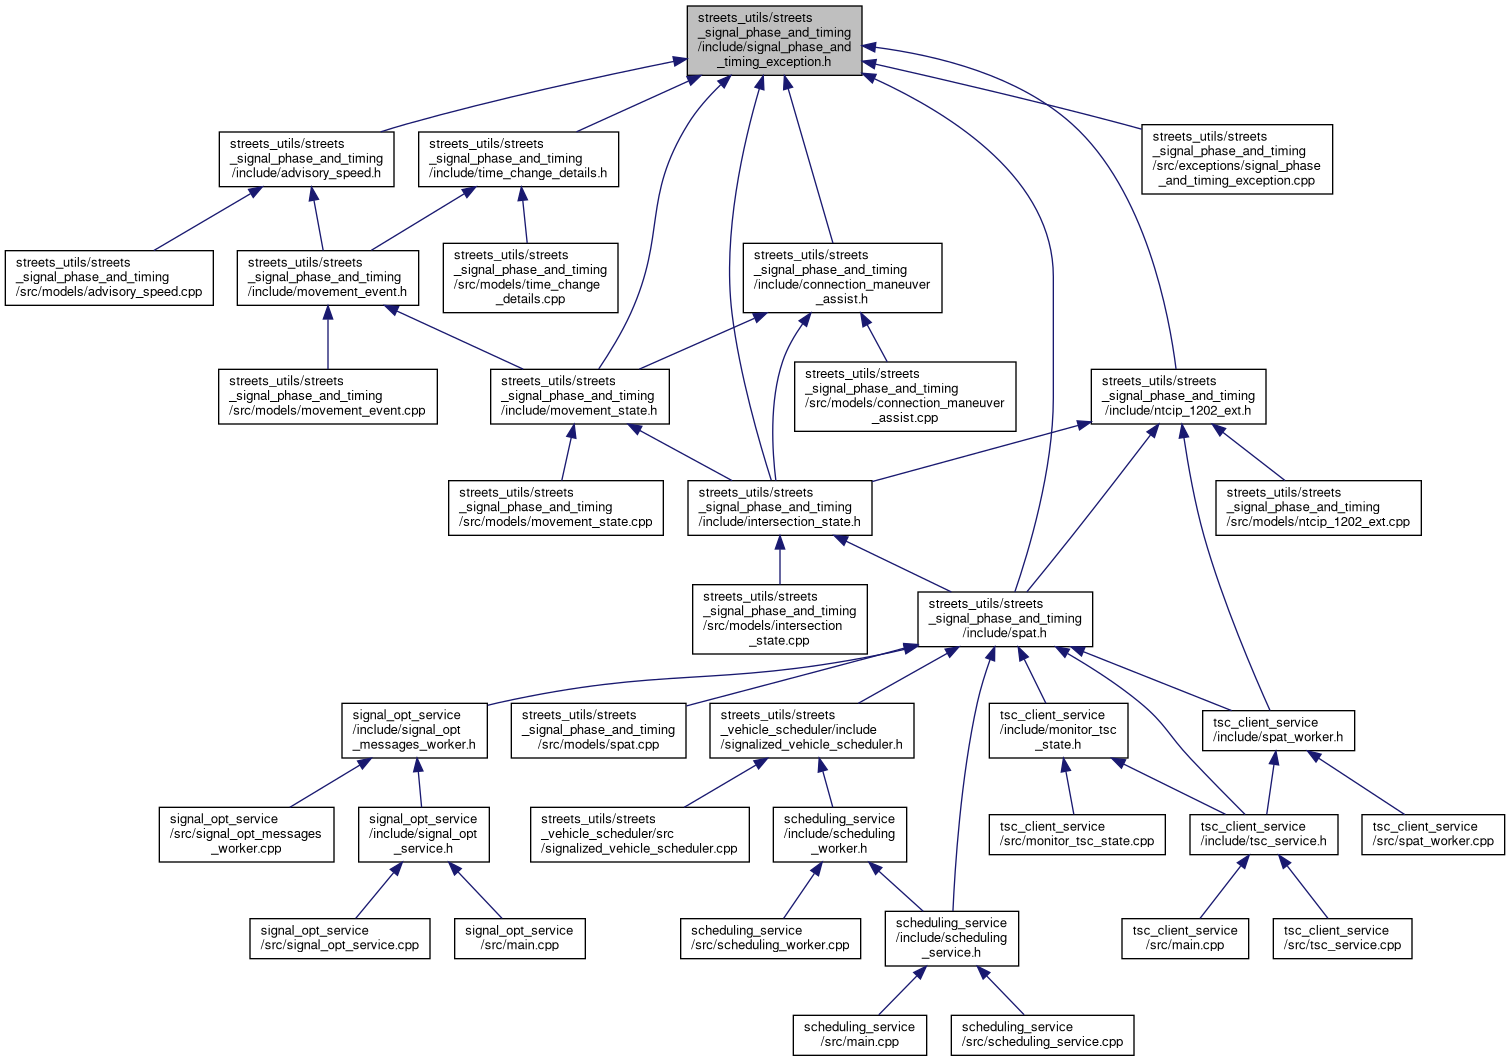 streets_utils/streets
_signal_phase_and_timing
/include/signal_phase_and
_timing_exception.h
streets_utils/streets
_signal_phase_and_timing
/include/advisory_speed.h
streets_utils/streets
_signal_phase_and_timing
/include/time_change_details.h
streets_utils/streets
_signal_phase_and_timing
/src/exceptions/signal_phase
_and_timing_exception.cpp
streets_utils/streets
_signal_phase_and_timing
/src/models/advisory_speed.cpp
streets_utils/streets
_signal_phase_and_timing
/include/movement_event.h
streets_utils/streets
_signal_phase_and_timing
/src/models/time_change
_details.cpp
streets_utils/streets
_signal_phase_and_timing
/include/connection_maneuver
_assist.h
streets_utils/streets
_signal_phase_and_timing
/src/models/movement_event.cpp
streets_utils/streets
_signal_phase_and_timing
/include/movement_state.h
streets_utils/streets
_signal_phase_and_timing
/src/models/connection_maneuver
_assist.cpp
streets_utils/streets
_signal_phase_and_timing
/include/ntcip_1202_ext.h
streets_utils/streets
_signal_phase_and_timing
/src/models/movement_state.cpp
streets_utils/streets
_signal_phase_and_timing
/include/intersection_state.h
streets_utils/streets
_signal_phase_and_timing
/src/models/ntcip_1202_ext.cpp
streets_utils/streets
_signal_phase_and_timing
/src/models/intersection
_state.cpp
streets_utils/streets
_signal_phase_and_timing
/include/spat.h
signal_opt_service
/include/signal_opt
_messages_worker.h
streets_utils/streets
_signal_phase_and_timing
/src/models/spat.cpp
streets_utils/streets
_vehicle_scheduler/include
/signalized_vehicle_scheduler.h
tsc_client_service
/include/monitor_tsc
_state.h
tsc_client_service
/include/spat_worker.h
signal_opt_service
/src/signal_opt_messages
_worker.cpp
signal_opt_service
/include/signal_opt
_service.h
streets_utils/streets
_vehicle_scheduler/src
/signalized_vehicle_scheduler.cpp
scheduling_service
/include/scheduling
_worker.h
tsc_client_service
/src/monitor_tsc_state.cpp
tsc_client_service
/include/tsc_service.h
tsc_client_service
/src/spat_worker.cpp
signal_opt_service
/src/signal_opt_service.cpp
signal_opt_service
/src/main.cpp
scheduling_service
/src/scheduling_worker.cpp
scheduling_service
/include/scheduling
_service.h
tsc_client_service
/src/main.cpp
tsc_client_service
/src/tsc_service.cpp
scheduling_service
/src/main.cpp
scheduling_service
/src/scheduling_service.cpp